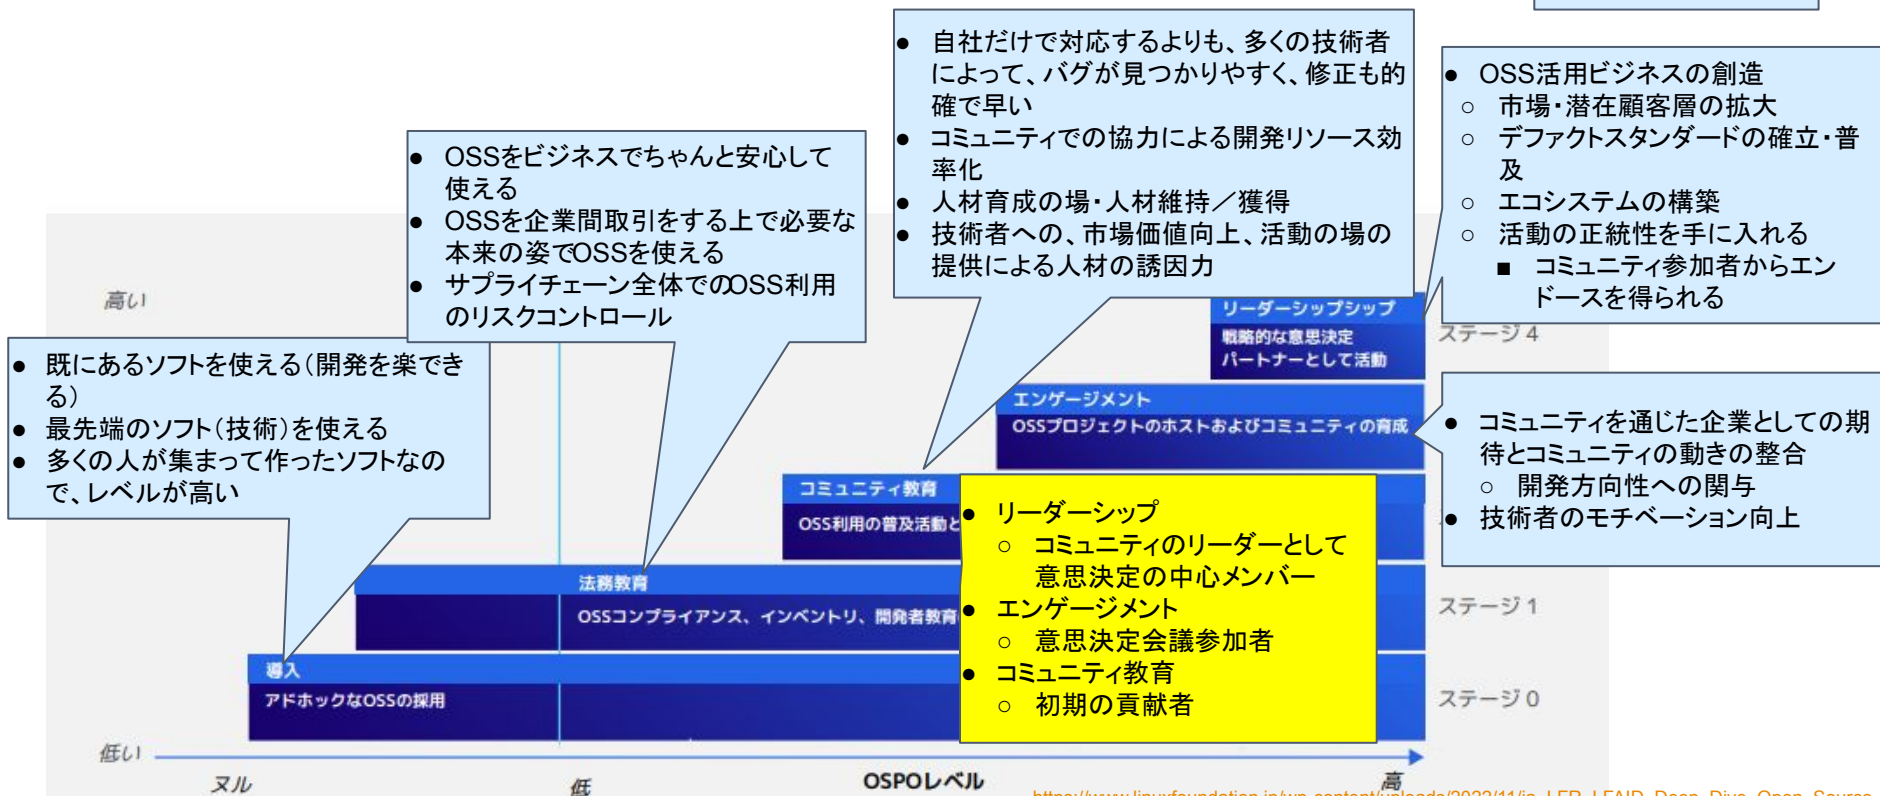 ● 自社だけで対応するよりも、多くの技術者
によって、バグが見つかりやすく、修正も的
確で早い
● コミュニティでの協力による開発リソース効
率化
● 人材育成の場・人材維持／獲得
● 技術者への、市場価値向上、活動の場の
提供による人材の誘因力
● OSS活用ビジネスの創造
○ 市場・潜在顧客層の拡大
○ デファクトスタンダードの確立・普
及
○ エコシステムの構築
○ 活動の正統性を手に入れる
■ コミュニティ参加者からエン
ドースを得られる
● OSSをビジネスでちゃんと安心して
使える
● OSSを企業間取引をする上で必要な
本来の姿でOSSを使える
● サプライチェーン全体でのOSS利用
のリスクコントロール
高い
● 既にあるソフトを使える（開発を楽でき
る）
● 最先端のソフト（技術）を使える
● 多くの人が集まって作ったソフトなの
で、レベルが高い
リーダーシップシップ
戦略的な意思決定
パートナーとして活動
ステージ 4
エンゲージメント
OSSプロジェクトのホストおよびコミュニティの育成
● コミュニティを通じた企業としての期
待とコミュニティの動きの整合
○ 開発方向性への関与
● 技術者のモチベーション向上
コミュニティ教育
OSS利用の普及活動と
● リーダーシップ
○ コミュニティのリーダーとして
意思決定の中心メンバー
● エンゲージメント
○ 意思決定会議参加者
● コミュニティ教育
○ 初期の貢献者
法務教育
OSSコンプライアンス、インベントリ、開発者教育
ステージ 1
導入
アドホックなOSSの採用
ステージ 0
低い
ヌル
低
OSPOレベル
高